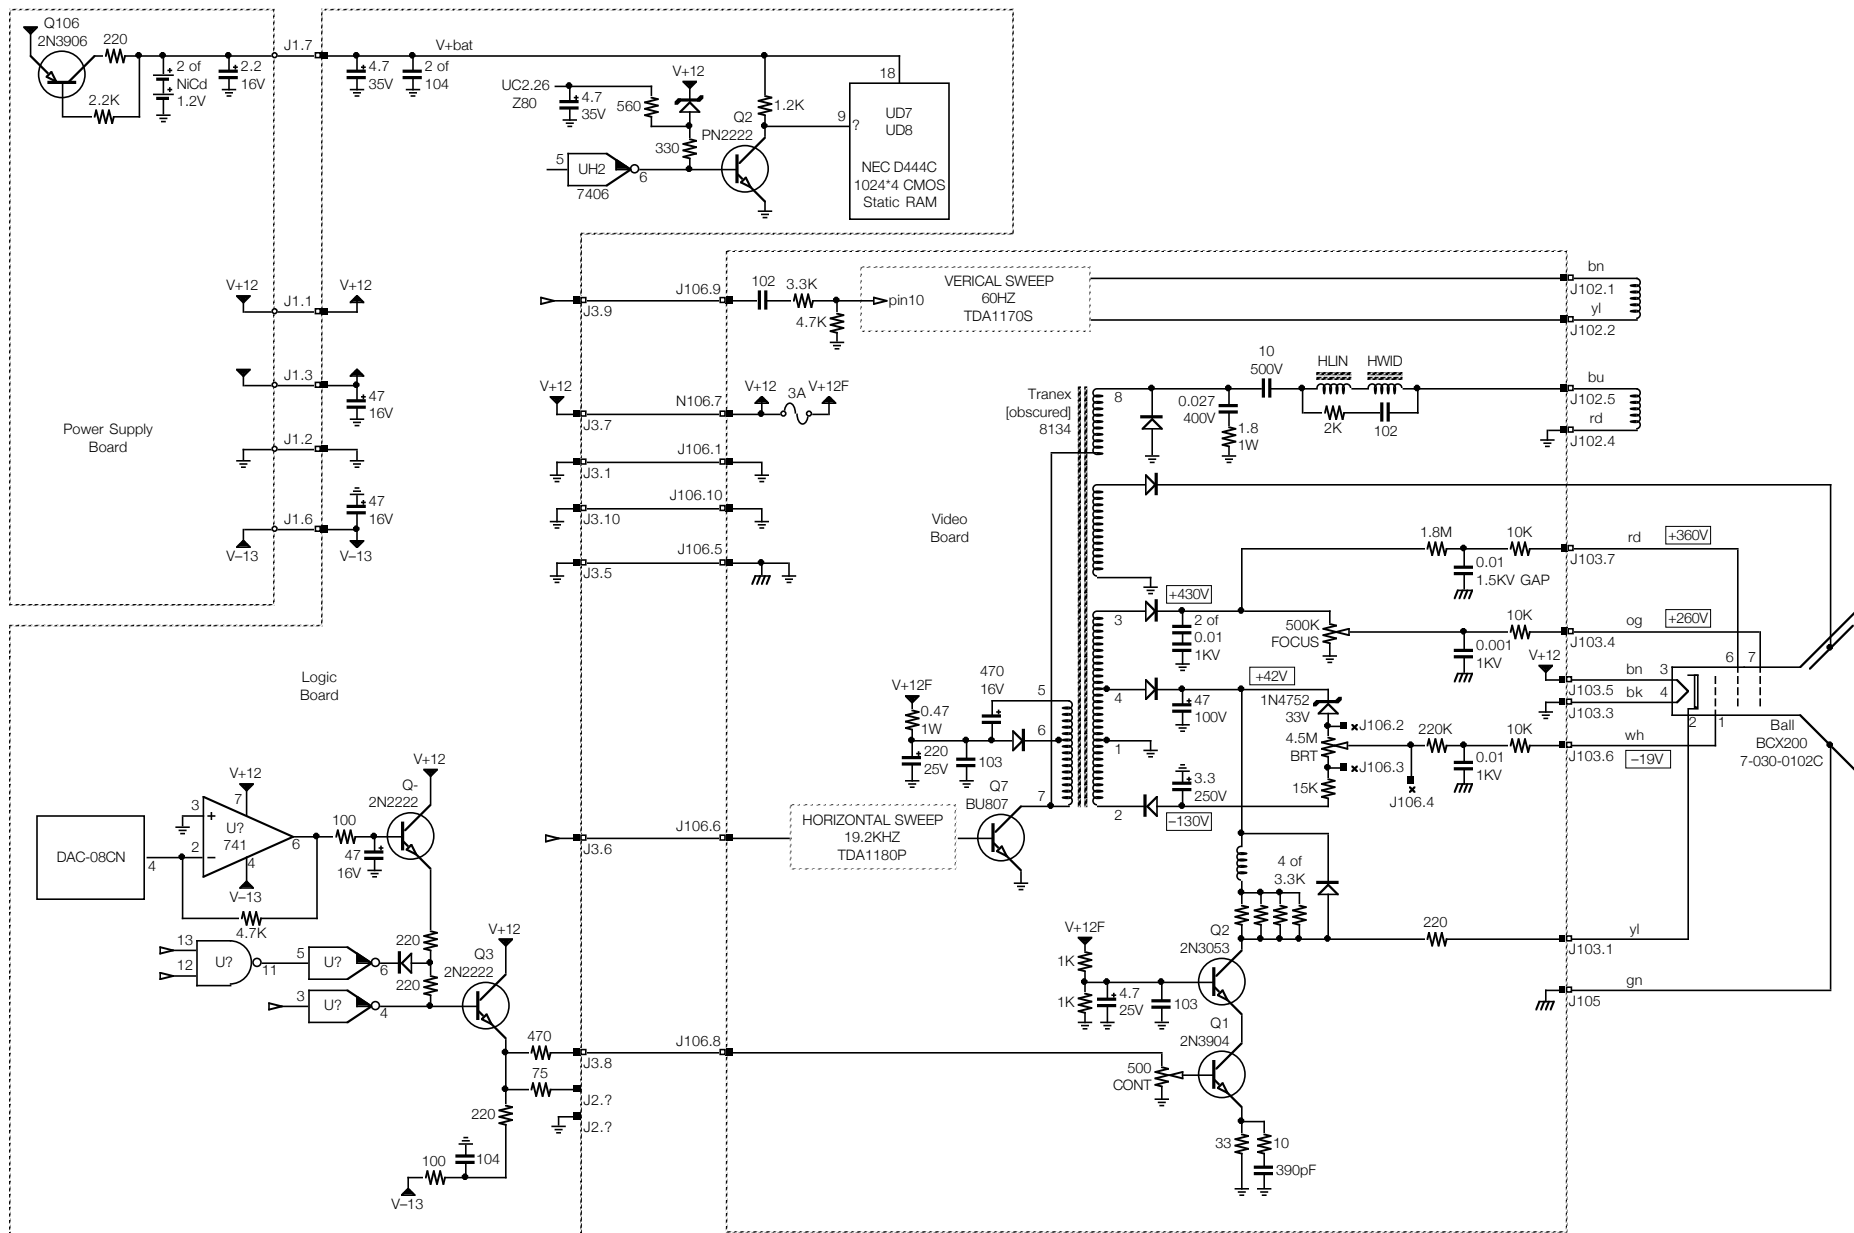 Q106
2N3906
220
2.2K
2 of
NiCd
1.2V
2.2
16V
J1.7
V+bat
4.7
35V
2 of
104
UC2.26
Z80
4.7
35V
560
V+12
330
Q2
PN2222
1.2K
5
UH2
6
7406
18
9
?
UD7
UD8
NEC D444C
1024*4 CMOS
Static RAM
V+12
J1.1
V+12
J1.3
47
16V
J1.2
47
16V
J1.6
V–13
V–13
Power Supply
Board
J3.9
J106.9
102
3.3K
4.7K
pin10
VERICAL SWEEP
60HZ
TDA1170S
bn
J102.1
yl
J102.2
V+12
J3.7
N106.7
V+12
3A
V+12F
J3.1
J106.1
J3.10
J106.10
J3.5
J106.5
Tranex
[obscured]
8134
8
0.027
400V
1.8
1W
10
500V
HLIN
HWID
2K
102
bu
J102.5
rd
J102.4
Video
Board
1.8M
10K
0.01
1.5KV GAP
rd
+360V
J103.7
3
+430V
2 of
0.01
1KV
500K
FOCUS
10K
0.001
1KV
og
+260V
J103.4
V+12
bn
J103.5
bk
J103.3
3
4
6
7
2
1
Ball
BCX200
7-030-0102C
4
+42V
47
100V
1N4752
33V
x J106.2
4.5M
BRT
x J106.3
15K
220K
10K
0.01
1KV
x
J106.4
wh
J103.6
–19V
1
2
3.3
250V
–130V
V+12F
0.47
1W
220
25V
103
470
16V
5
6
7
Q7
BU807
Logic
Board
DAC-08CN
4
V+12
3
+
7
U?
741
2
–
4
6
V–13
4.7K
100
47
16V
Q-
2N2222
V+12
J3.6
J106.6
HORIZONTAL SWEEP
19.2KHZ
TDA1180P
4 of
3.3K
220
yl
J103.1
gn
J105
13
12
U?
11
5
U?
6
220
220
3
U?
4
Q3
2N2222
V+12
470
J3.8
J106.8
75
J2.?
J2.?
220
100
104
V–13
V+12F
1K
1K
4.7
25V
103
Q2
2N3053
Q1
2N3904
500
CONT
33
10
390pF